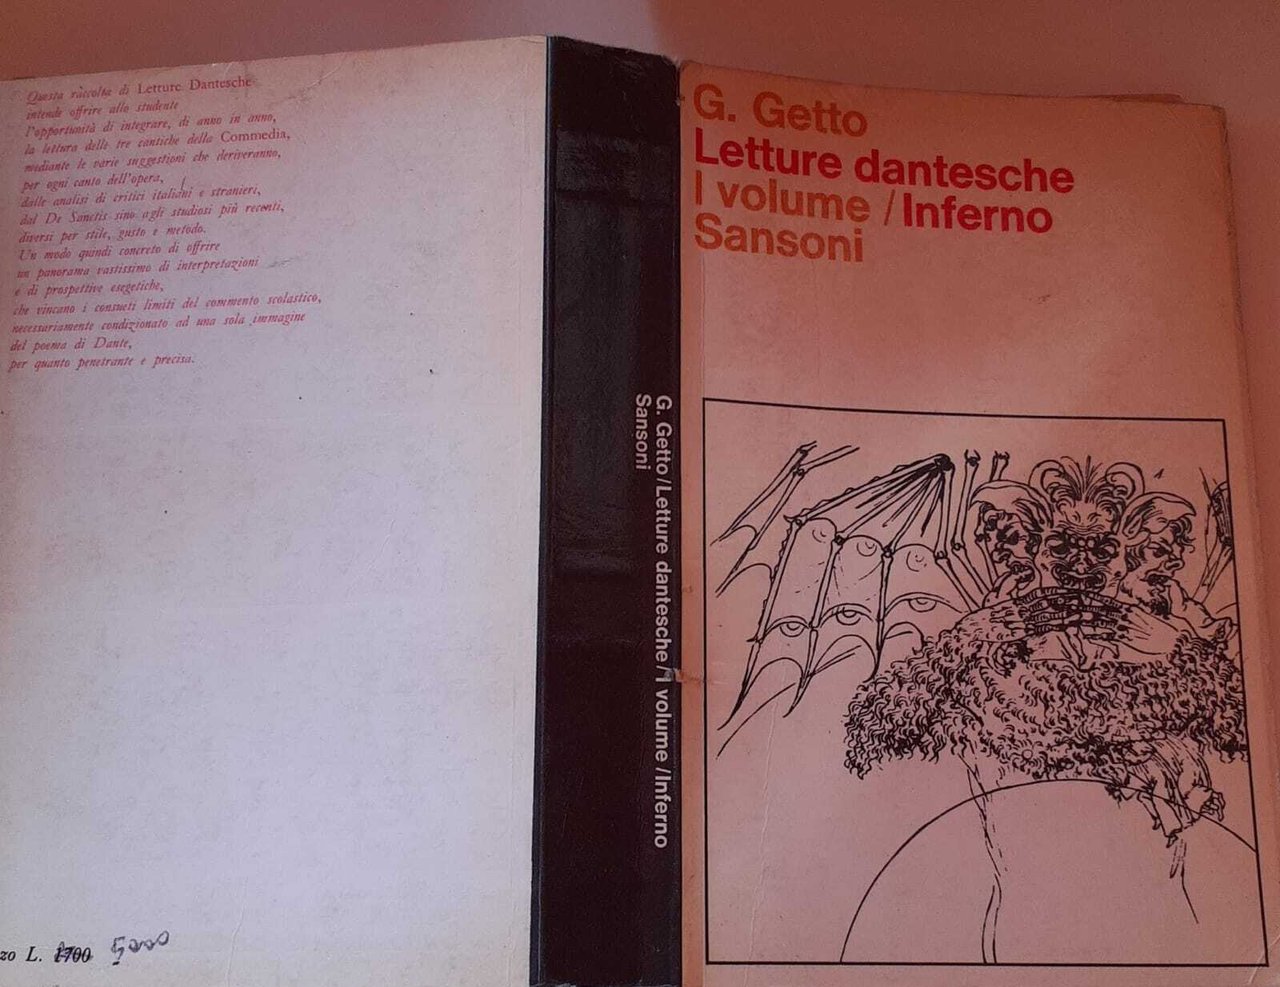 Questa raccolta di Letture Dantesche
intende offrire allo studente
l'opportunità di integrare, di anno in anno,
la lettura delle tre cantiche della Commedia,
mediante le varie suggestioni che deriveranno,
per ogni canto dell'opera,
dalle analisi di critici italiani e stranieri,
dal De Sanctis sino agli studiosi più recenti,
diversi per stile, gusto e metodo.
Un modo quindi concreto di offrire
un panorama vastissimo di interpretazioni
e di prospettive esegetiche,
che vincano i consueti limiti del commento scolastico,
necessariamente condizionato ad una sola immagine
del poema di Dante,
per quanto penetrante e precisa.
zo L. 1700 5000
G. Getto/Letture dantesche/I volume/Inferno
Sansoni
G. Getto
Letture dantesche
I volume/Inferno
Sansoni